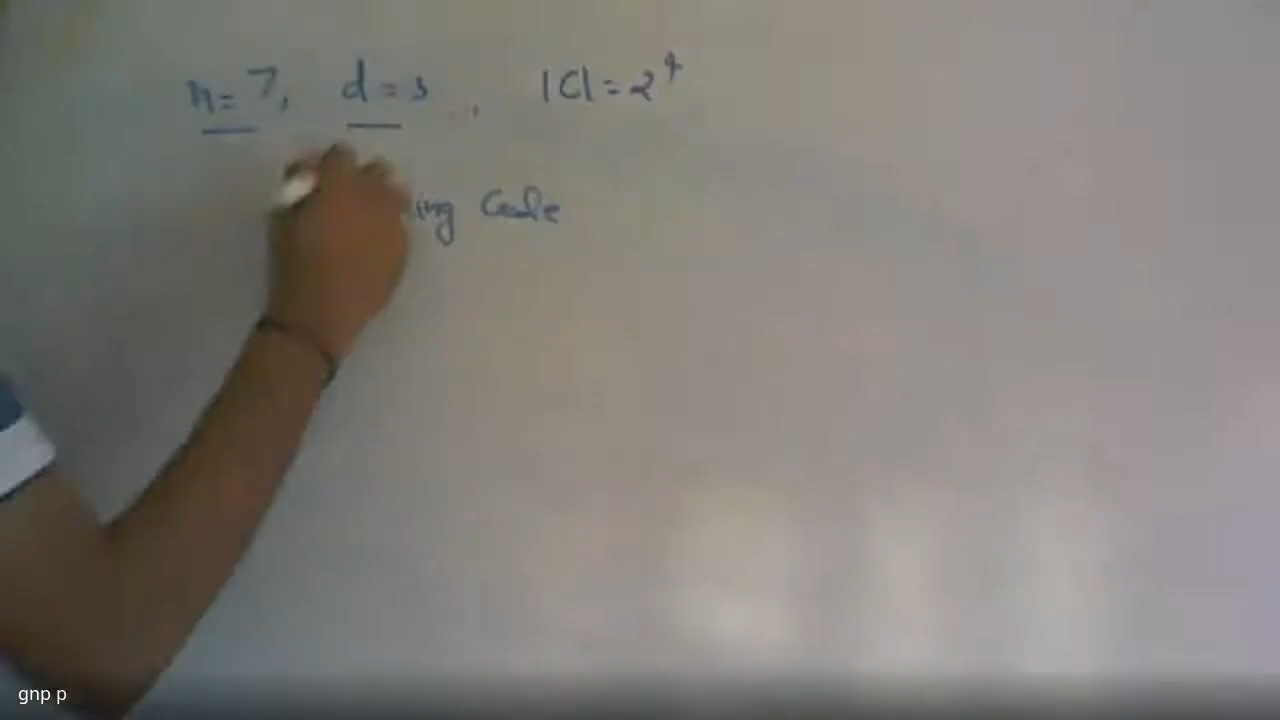 n = 7, d = 3, |C| = 2⁴
Code
gnp p